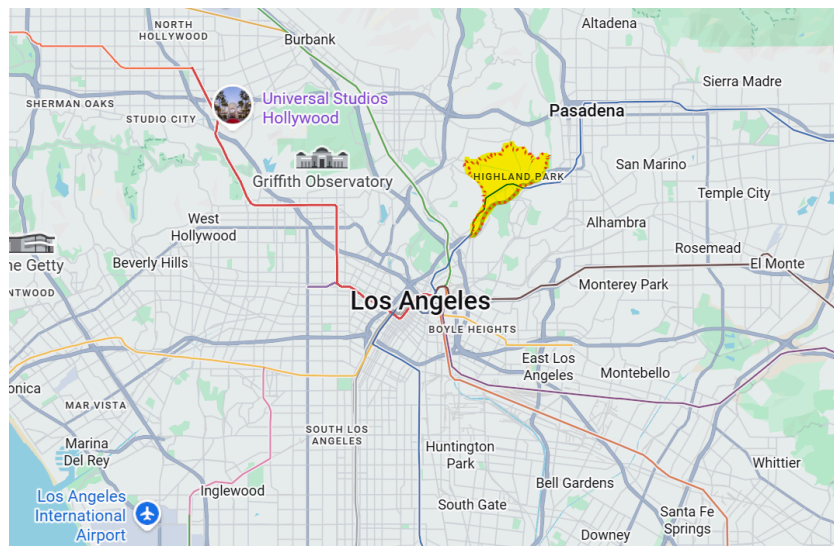 NORTH
HOLLYWOOD
Burbank
Altadena
Sierra Madre
SHERMAN OAKS
STUDIO CITY
Universal Studios
Hollywood
Pasadena
San Marino
HIGHLAND PARK
Griffith Observatory
Temple City
West
Hollywood
Alhambra
Rosemead
he Getty
Beverly Hills
El Monte
NTWOOD
Monterey Park
Los Angeles
BOYLE HEIGHTS
East Los
Angeles
Montebello
onica
MAR VISTA
SOUTH LOS
ANGELES
Marina
Del Rey
Huntington
Park
Whittier
Bell Gardens
Los Angeles
International
Airport
Inglewood
South Gate
Santa Fe
Springs
Downey